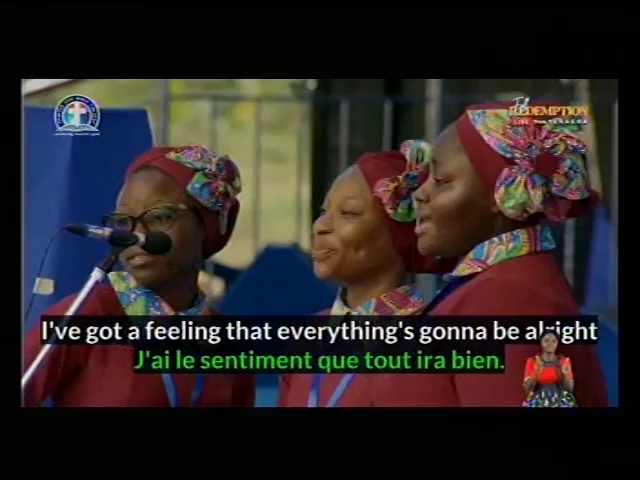 REDEMPTION
I've got a feeling that everything's gonna be alright
J'ai le sentiment que tout ira bien.